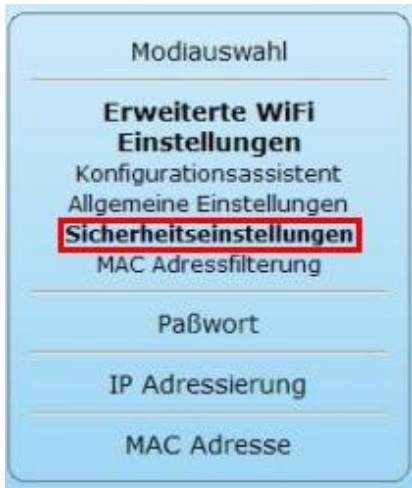 Modiauswahl
Erweiterte WiFi
Einstellungen
Konfigurationsassistent
Allgemeine Einstellungen
Sicherheitseinstellungen
MAC Adressfilterung
Paßwort
IP Adressierung
MAC Adresse